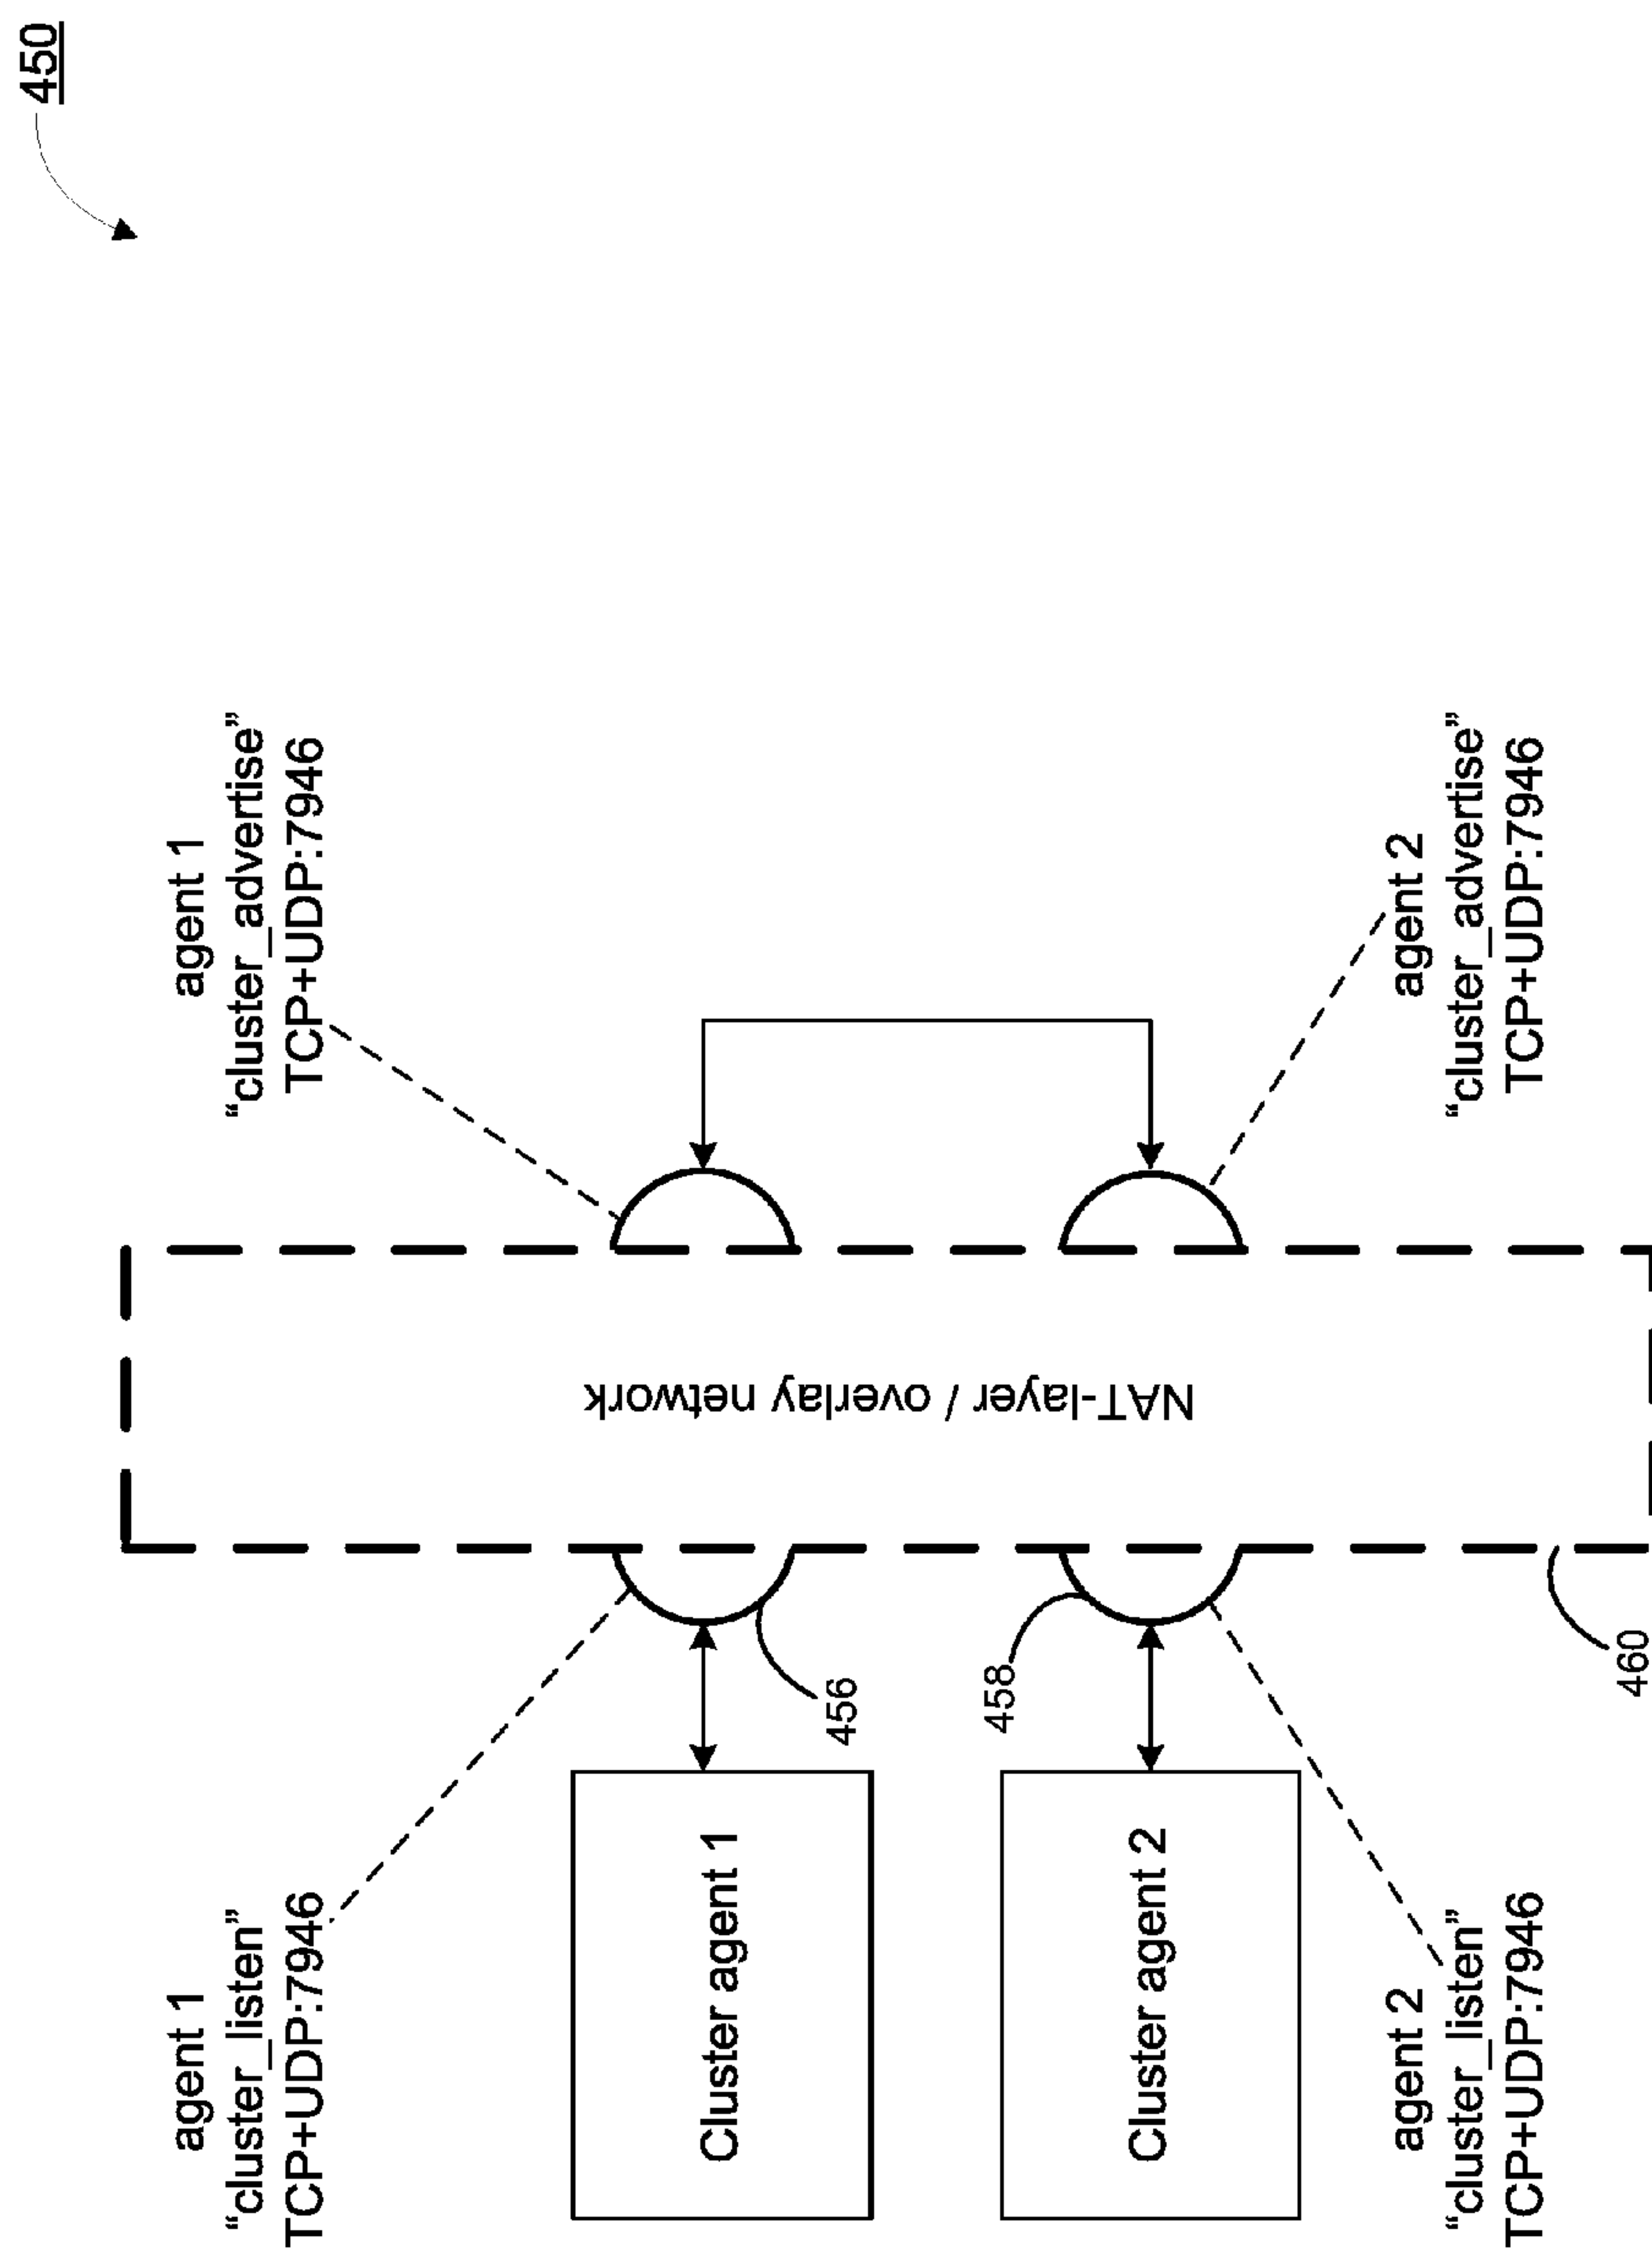 450
agent 1
“cluster_listen”
TCP+UDP:7946
agent 1
“cluster_advertise”
TCP+UDP:7946
Cluster agent 1
456
NAT-layer / overlay network
458
Cluster agent 2
agent 2
“cluster_listen”
TCP+UDP:7946
agent 2
“cluster_advertise”
TCP+UDP:7946
460